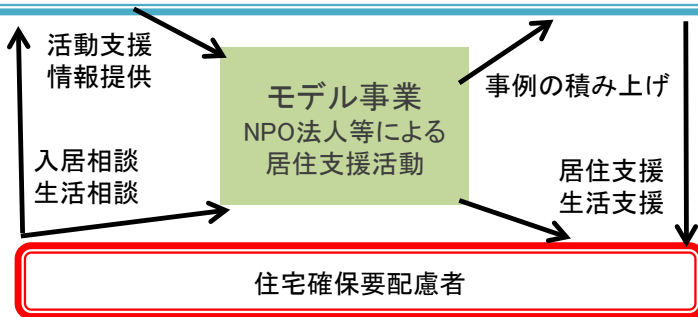 活動支援
情報提供
モデル事業
NPO法人等による
居住支援活動
事例の積み上げ
入居相談
生活相談
居住支援
生活支援
住宅確保要配慮者